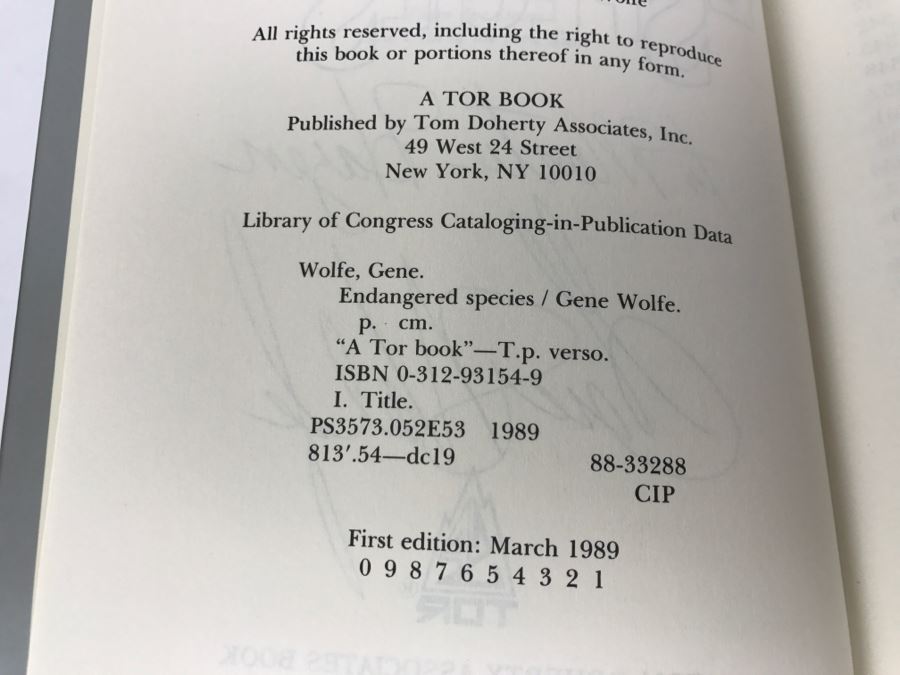 All rights reserved, including the right to reproduce
this book or portions thereof in any form.
A TOR BOOK
Published by Tom Doherty Associates, Inc.
49 West 24 Street
New York, NY 10010
Library of Congress Cataloging-in-Publication Data
Wolfe, Gene.
Endangered species / Gene Wolfe.
p. cm.
“A Tor book”—T.p. verso.
ISBN 0-312-93154-9
I. Title.
PS3573.052E53 1989
813′.54—dc19 88-33288
CIP
First edition: March 1989
0 9 8 7 6 5 4 3 2 1